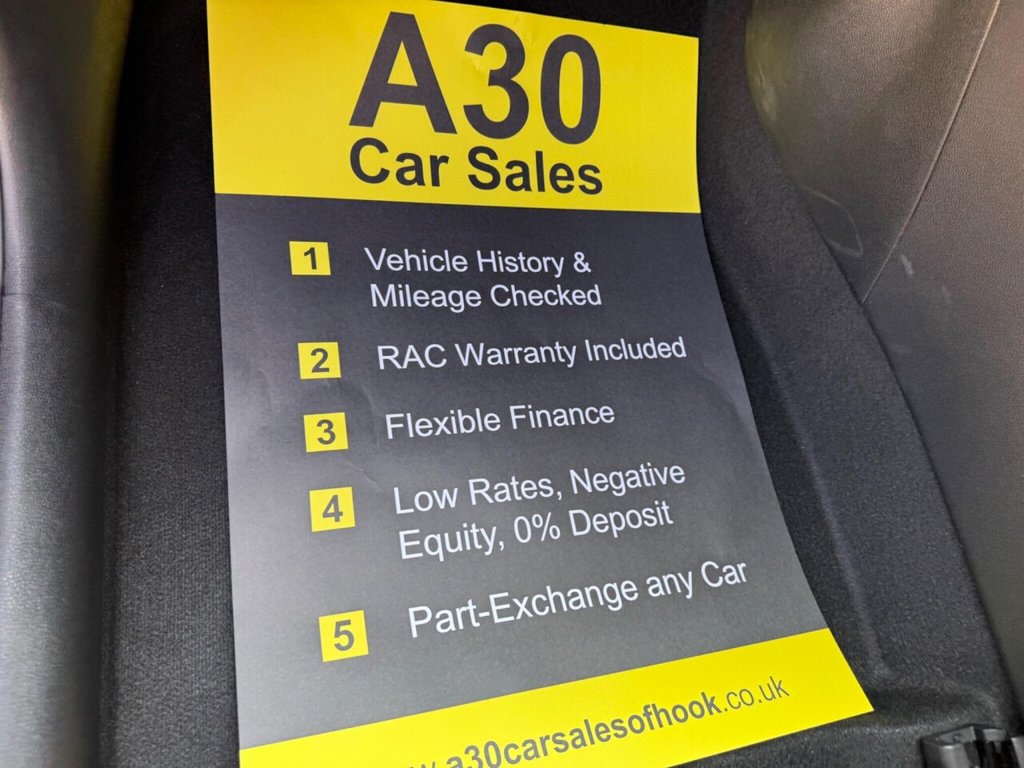 A30
Car Sales
1 Vehicle History &
Mileage Checked
2 RAC Warranty Included
3 Flexible Finance
4 Low Rates, Negative
Equity, 0% Deposit
5 Part-Exchange any Car
w.a30carsalesofhook.co.uk